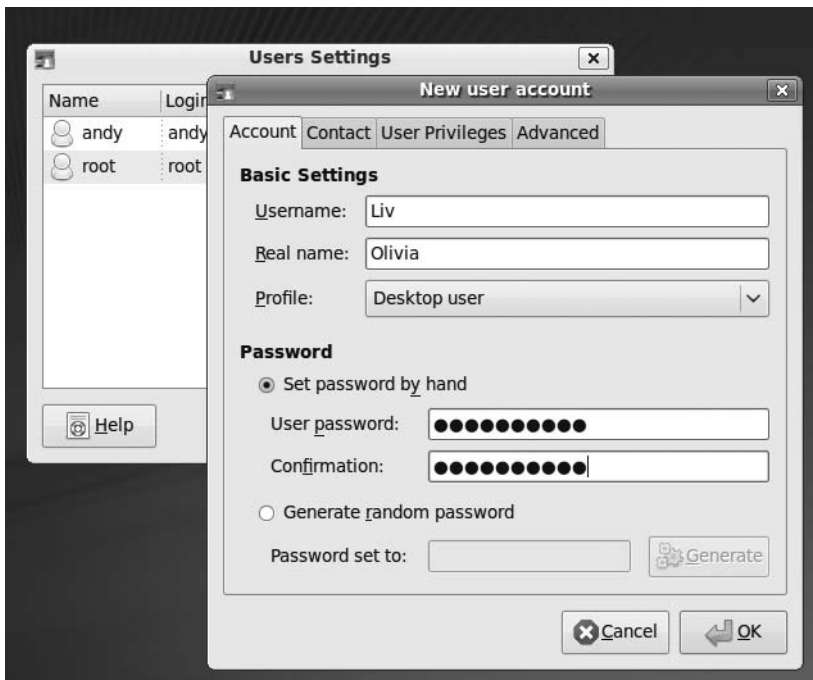 Users Settings
Name Login
andy andy
root root
Help
New user account
Account Contact User Privileges Advanced
Basic Settings
Username: Liv
Real name: Olivia
Profile: Desktop user
Password
Set password by hand
User password: ●●●●●●●●●●
Confirmation: ●●●●●●●●●●
Generate random password
Password set to: Generate
Cancel OK